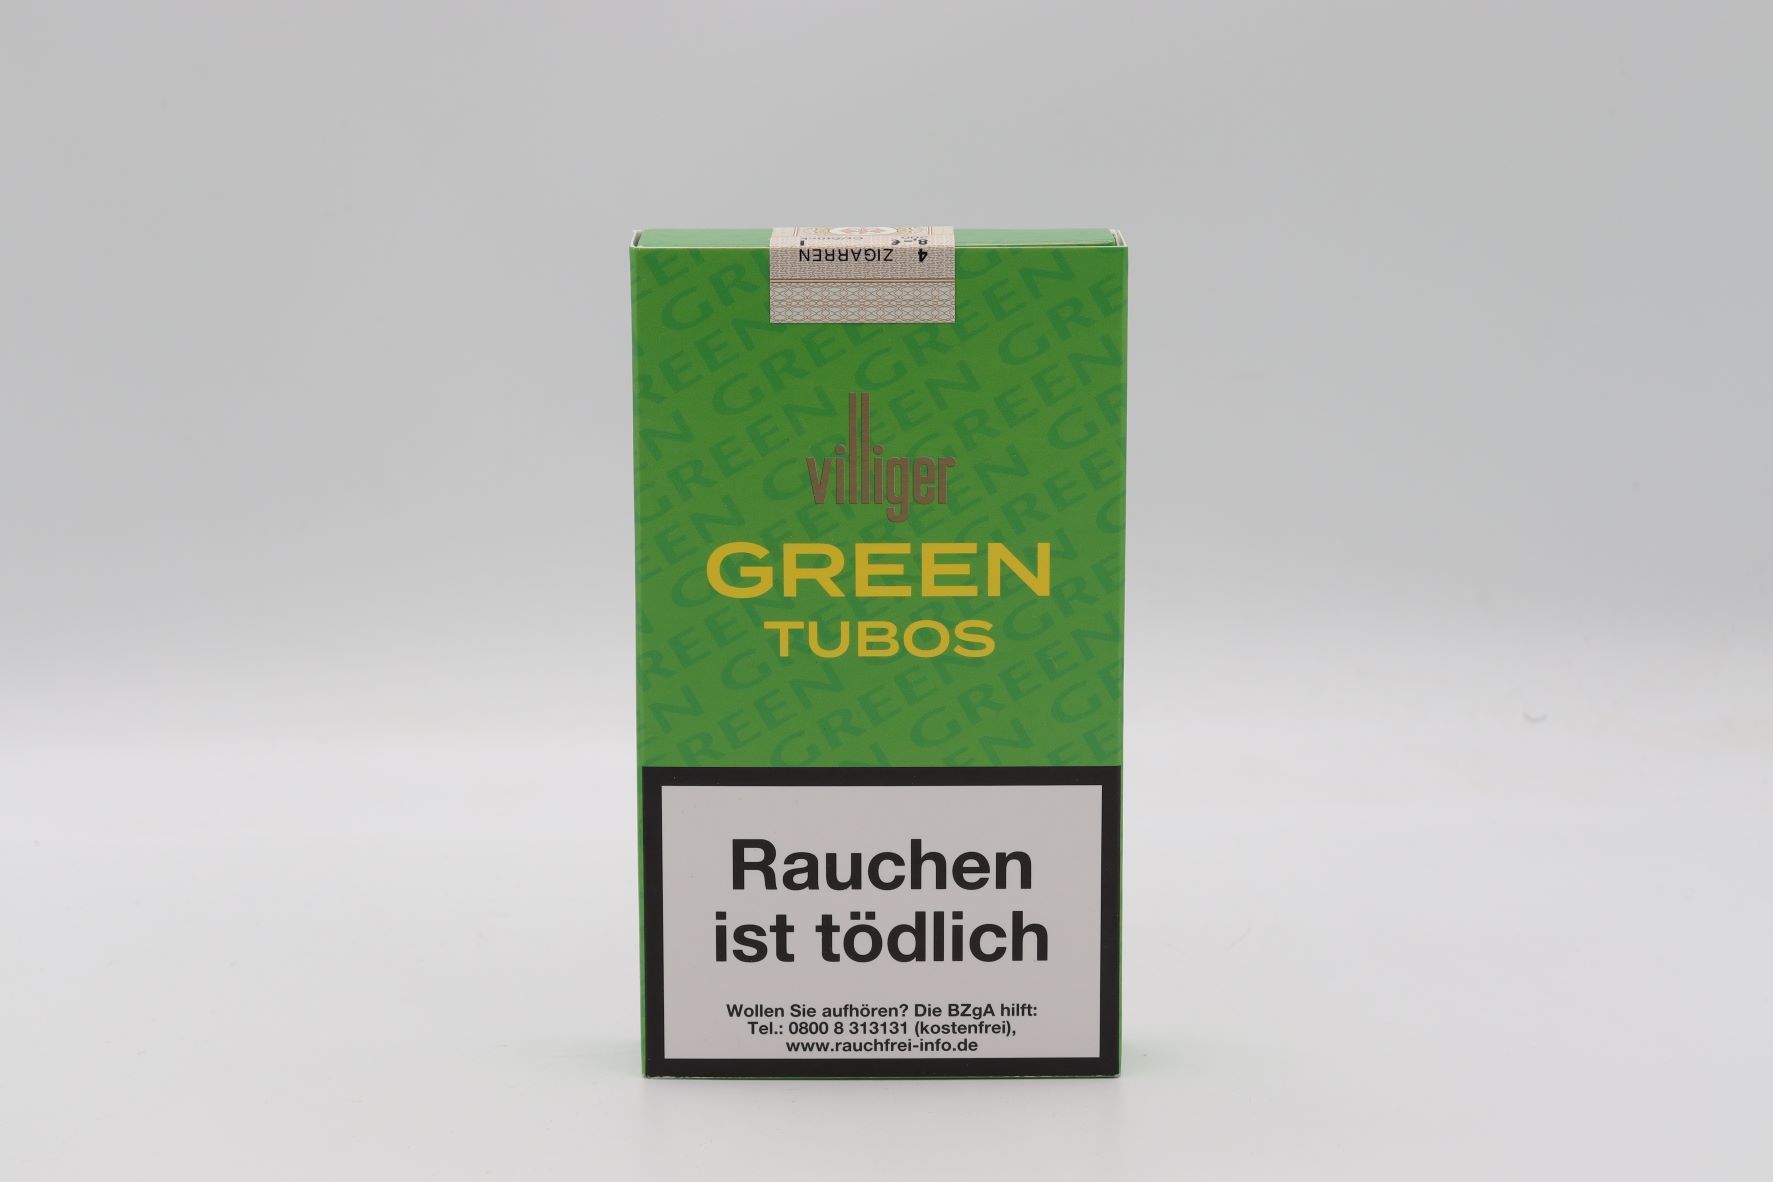 8,– €
4 ZIGARREN
villiger
GREEN
TUBOS
Rauchen
ist tödlich
Wollen Sie aufhören? Die BZgA hilft:
Tel.: 0800 8 313131 (kostenfrei),
www.rauchfrei-info.de